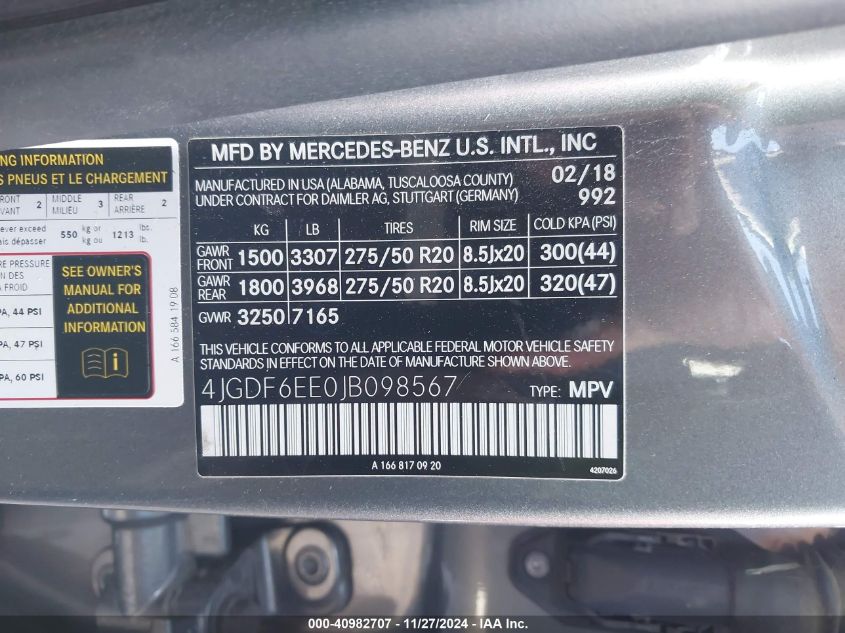 NG INFORMATION
S PNEUS ET LE CHARGEMENT
FRONT 2 MIDDLE 3 REAR 2
VANT MILIEU ARRIÈRE
ever exceed 550 kg or 1213 lbs.
ais dépasser kg ou lb.
RE PRESSURE
ON DES
A FROID
PA, 44 PSI
PA, 47 PSI
PA, 60 PSI
SEE OWNER'S
MANUAL FOR
ADDITIONAL
INFORMATION
i
A 166 584 19 08
MFD BY MERCEDES-BENZ U.S. INTL., INC
MANUFACTURED IN USA (ALABAMA, TUSCALOOSA COUNTY) 02/18
UNDER CONTRACT FOR DAIMLER AG, STUTTGART (GERMANY) 992
KG LB TIRES RIM SIZE COLD KPA (PSI)
GAWR FRONT 1500 3307 275/50 R20 8.5Jx20 300(44)
GAWR REAR 1800 3968 275/50 R20 8.5Jx20 320(47)
GVWR 3250 7165
THIS VEHICLE CONFORMS TO ALL APPLICABLE FEDERAL MOTOR VEHICLE SAFETY
STANDARDS IN EFFECT ON THE DATE OF MANUFACTURE SHOWN ABOVE.
4JGDF6EE0JB098567 TYPE: MPV
A 166 817 09 20
4207026
000-40982707 - 11/27/2024 - IAAI Inc.